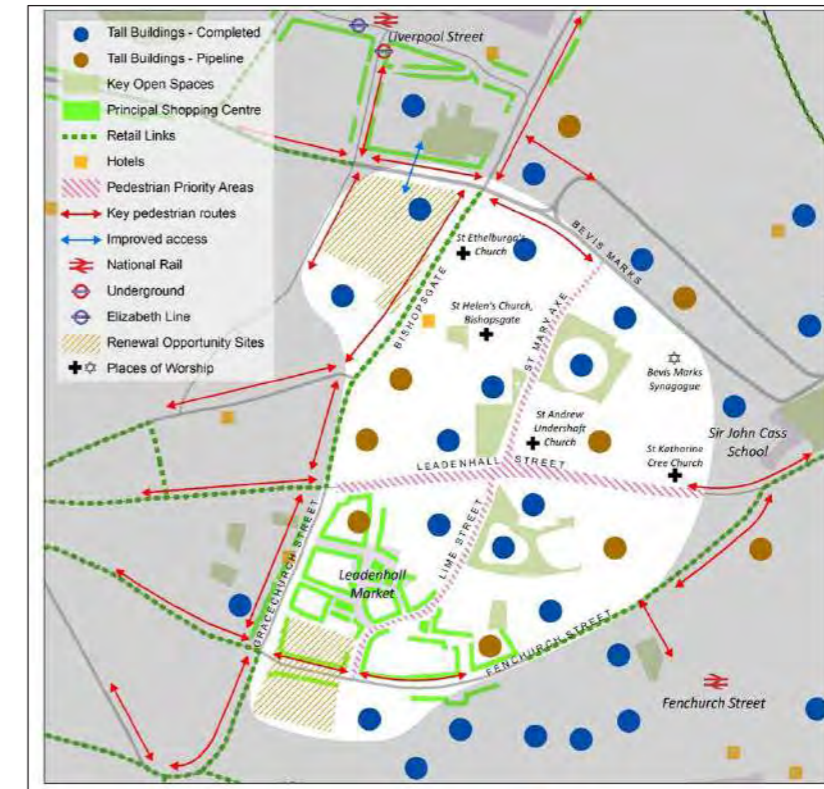 Tall Buildings - Completed
Tall Buildings - Pipeline
Key Open Spaces
Principal Shopping Centre
Retail Links
Hotels
Pedestrian Priority Areas
Key pedestrian routes
Improved access
National Rail
Underground
Elizabeth Line
Renewal Opportunity Sites
Places of Worship
Liverpool Street
BEVIS MARKS
St Ethelburga's
Church
BISHOPSGATE
St Helen's Church,
Bishopsgate
ST MARY AXE
Bevis Marks
Synagogue
St Andrew
Undershaft
Church
Sir John Cass
School
St Katharine
Cree Church
LEADENHALL STREET
GRACECHURCH STREET
LIME STREET
Leadenhall
Market
FENCHURCH STREET
Fenchurch Street